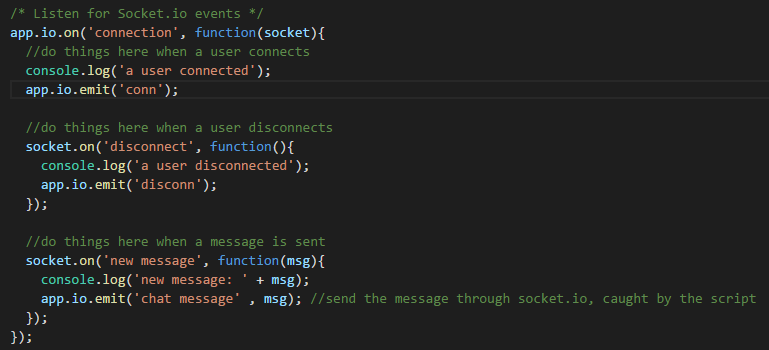 /* Listen for Socket.io events */
app.io.on('connection', function(socket){
  //do things here when a user connects
  console.log('a user connected');
  app.io.emit('conn');

  //do things here when a user disconnects
  socket.on('disconnect', function(){
    console.log('a user disconnected');
    app.io.emit('disconn');
  });

  //do things here when a message is sent
  socket.on('new message', function(msg){
    console.log('new message: ' + msg);
    app.io.emit('chat message' , msg); //send the message through socket.io, caught by the script
  });
});